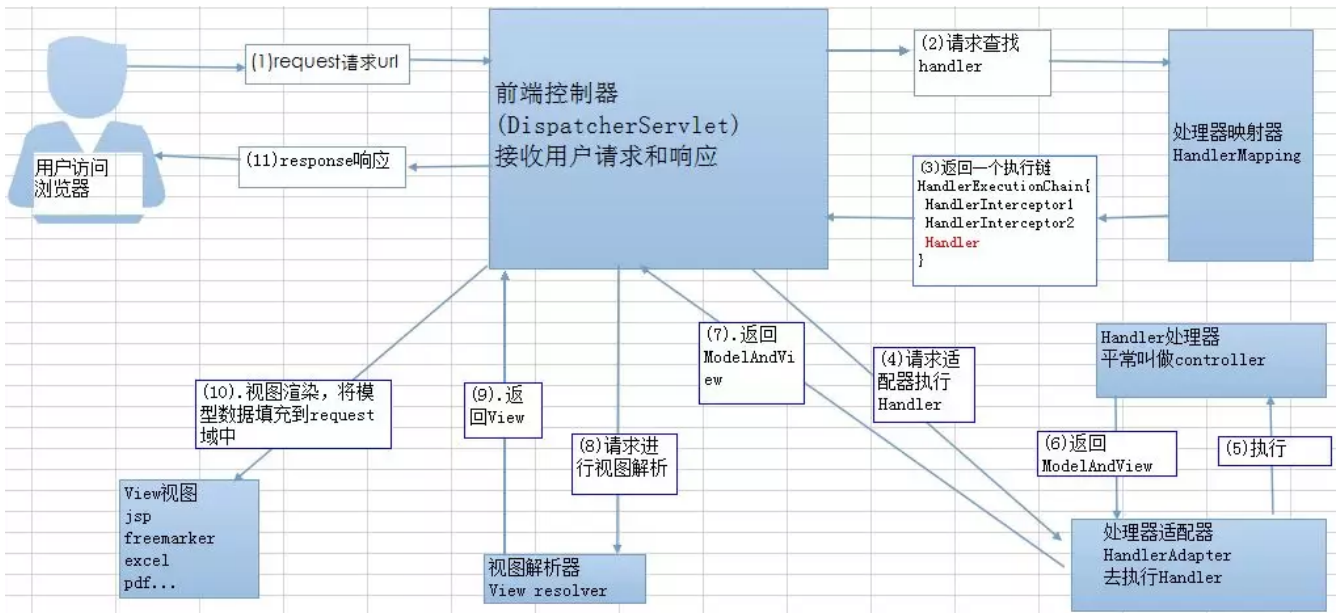 (1)request请求url
用户访问
浏览器
(11)response响应
前端控制器
(DispatcherServlet)
接收用户请求和响应
(2)请求查找
handler
处理器映射器
HandlerMapping
(3)返回一个执行链
HandlerExecutionChain{
HandlerInterceptor1
HandlerInterceptor2
Handler
}
(4)请求适
配器执行
Handler
Handler处理器
平常叫做controller
(5)执行
(6)返回
ModelAndView
处理器适配器
HandlerAdapter
去执行Handler
(7).返回
ModelAndVi
ew
(8)请求进
行视图解析
视图解析器
View resolver
(9).返
回View
(10).视图渲染，将模
型数据填充到request
域中
View视图
jsp
freemarker
excel
pdf...